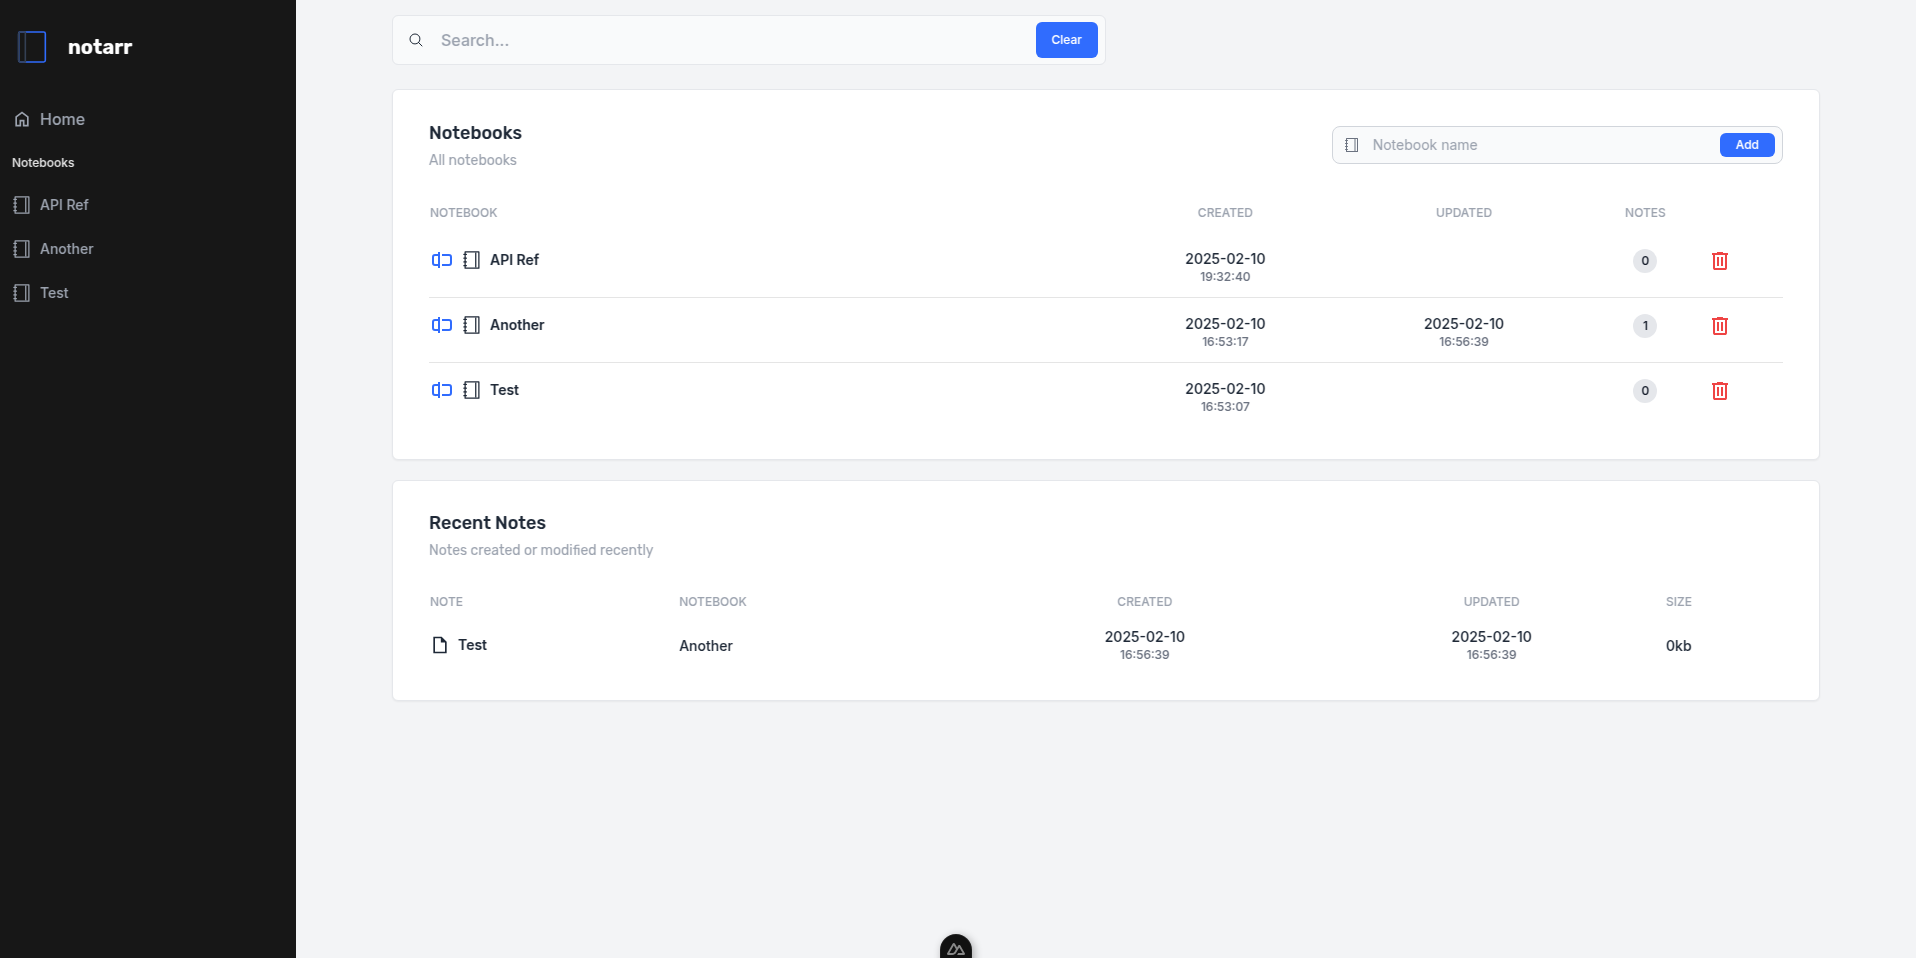 notarr
Home
Notebooks
API Ref
Another
Test
Search...
Clear
Notebooks
All notebooks
Notebook name
Add
NOTEBOOK CREATED UPDATED NOTES
API Ref 2025-02-10 0
19:32:40
Another 2025-02-10 2025-02-10 1
16:53:17 16:56:39
Test 2025-02-10 0
16:53:07
Recent Notes
Notes created or modified recently
NOTE NOTEBOOK CREATED UPDATED SIZE
Test Another 2025-02-10 2025-02-10 0kb
16:56:39 16:56:39